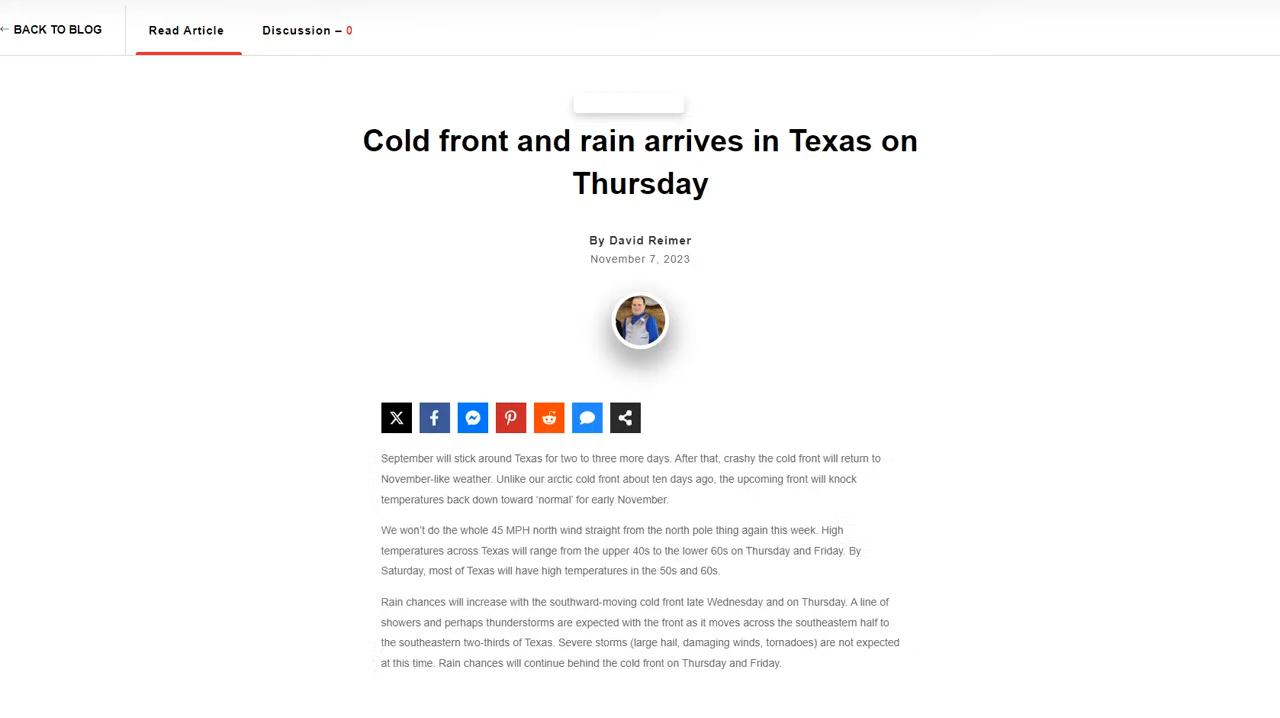 ← BACK TO BLOG
Read Article
Discussion – 0
Cold front and rain arrives in Texas on
Thursday
By David Reimer
November 7, 2023
September will stick around Texas for two to three more days. After that, crashy the cold front will return to
November-like weather. Unlike our arctic cold front about ten days ago, the upcoming front will knock
temperatures back down toward ‘normal’ for early November.
We won’t do the whole 45 MPH north wind straight from the north pole thing again this week. High
temperatures across Texas will range from the upper 40s to the lower 60s on Thursday and Friday. By
Saturday, most of Texas will have high temperatures in the 50s and 60s.
Rain chances will increase with the southward-moving cold front late Wednesday and on Thursday. A line of
showers and perhaps thunderstorms are expected with the front as it moves across the southeastern half to
the southeastern two-thirds of Texas. Severe storms (large hail, damaging winds, tornadoes) are not expected
at this time. Rain chances will continue behind the cold front on Thursday and Friday.